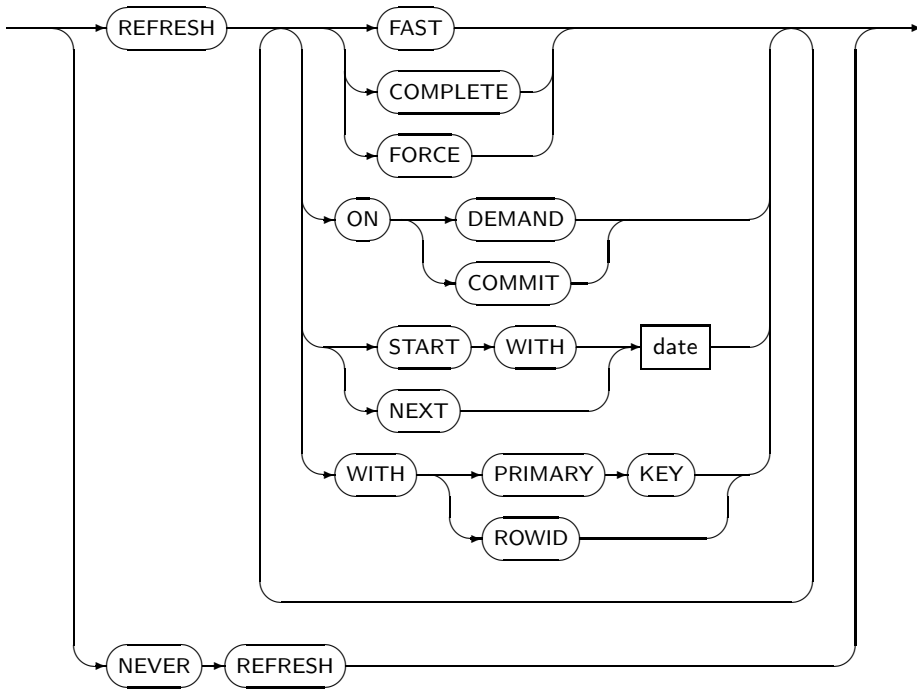 REFRESH FAST
COMPLETE
FORCE
ON DEMAND
COMMIT
START WITH date
NEXT
WITH PRIMARY KEY
ROWID
NEVER REFRESH